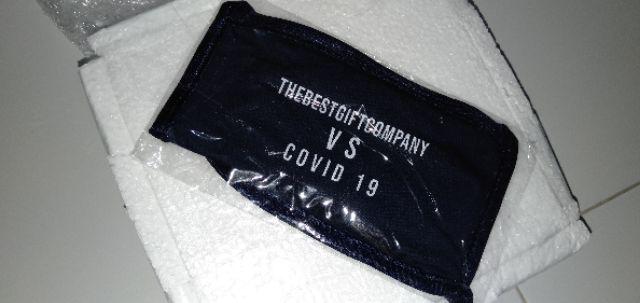 THEBESTGIFTCOMPANY
VS
COVID 19